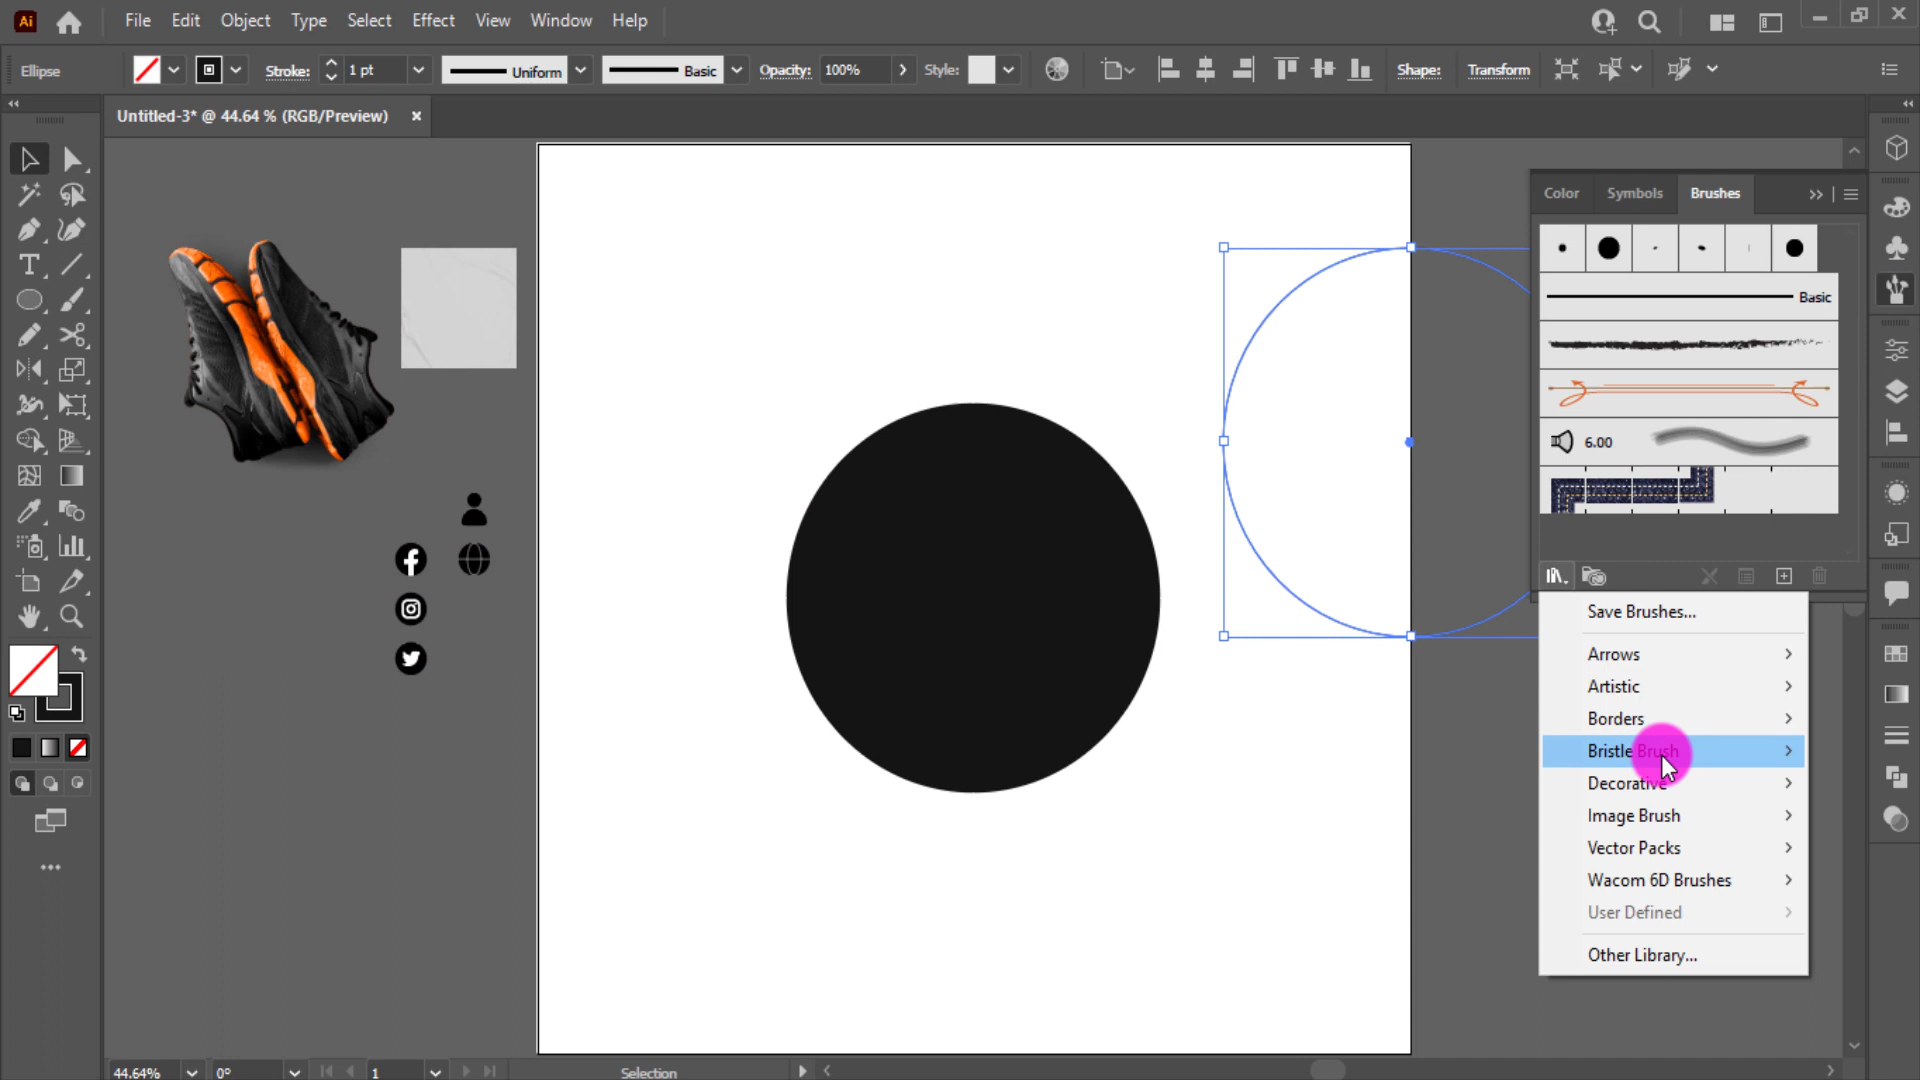 Ai
File Edit Object Type Select Effect View Window Help
Ellipse Stroke: 1 pt Uniform Basic Opacity: 100% Style: Shape: Transform
Untitled-3* @ 44.64 % (RGB/Preview) ×
Color Symbols Brushes
Basic
6.00
Save Brushes...
Arrows
Artistic
Borders
Bristle Brush
Decorative
Image Brush
Vector Packs
Wacom 6D Brushes
User Defined
Other Library...
44.64% 0° 1 Selection